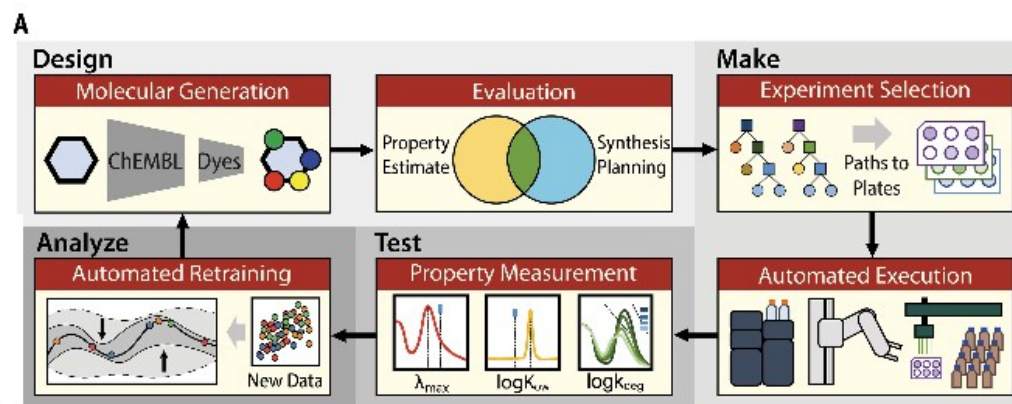 A
Design
Molecular Generation
ChEMBL
Dyes
Evaluation
Property
Estimate
Synthesis
Planning
Make
Experiment Selection
Paths to
Plates
Analyze
Automated Retraining
New Data
Test
Property Measurement
λmax
logKow
logKdeg
Automated Execution